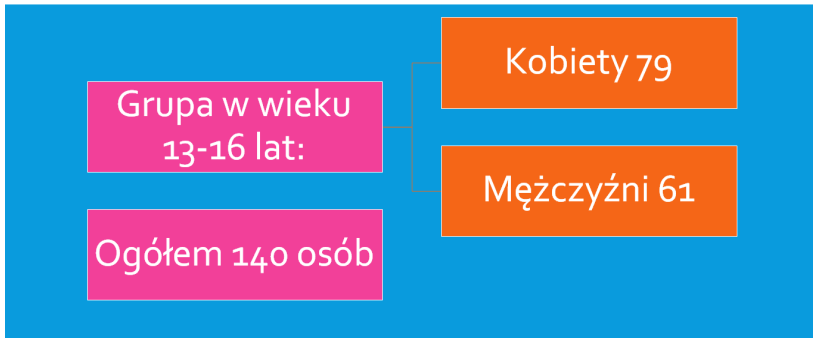 Grupa w wieku
13-16 lat:
Kobiety 79
Mężczyźni 61
Ogółem 140 osób